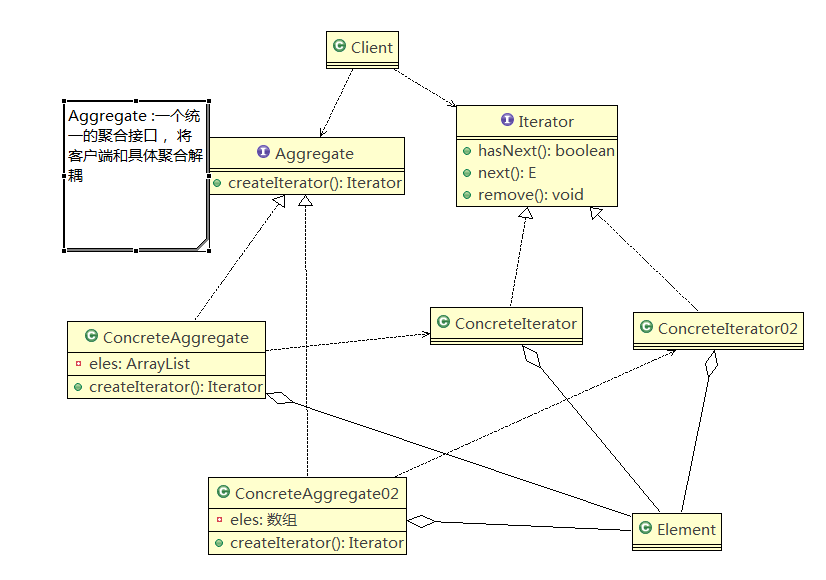 Client
Aggregate :一个统
一的聚合接口 ，将
客户端和具体聚合解
耦
Aggregate
createIterator(): Iterator
Iterator
hasNext(): boolean
next(): E
remove(): void
ConcreteAggregate
eles: ArrayList
createIterator(): Iterator
ConcreteIterator
ConcreteIterator02
ConcreteAggregate02
eles: 数组
createIterator(): Iterator
Element